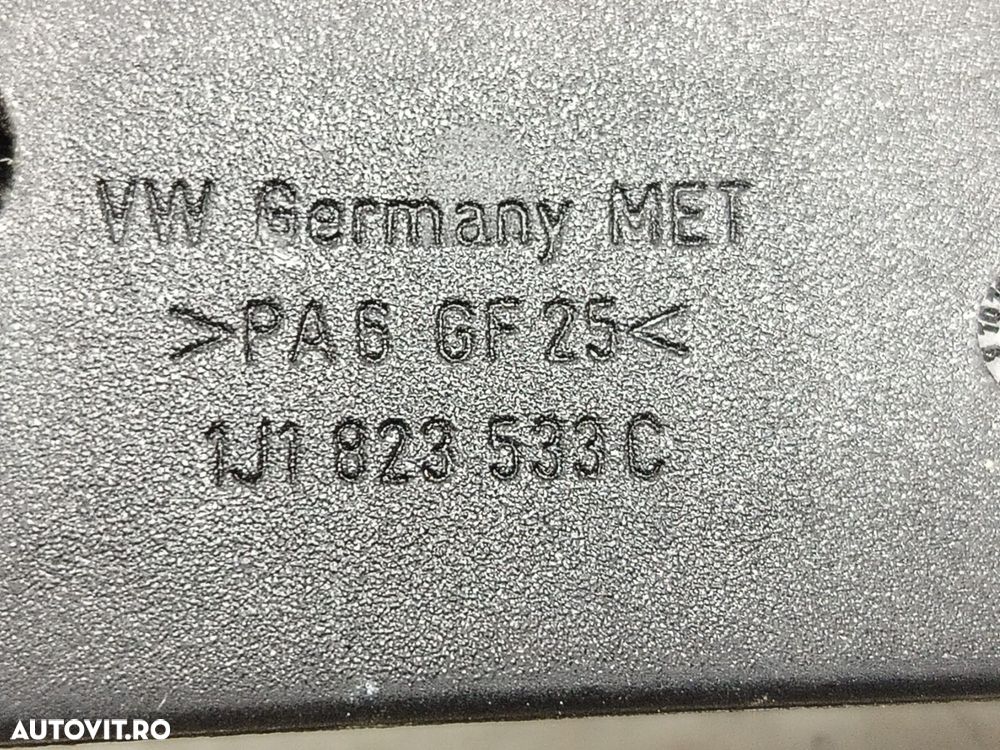 VW Germany MET
>PA6 GF25<
1J1 823 533 C
AUTOVIT.RO